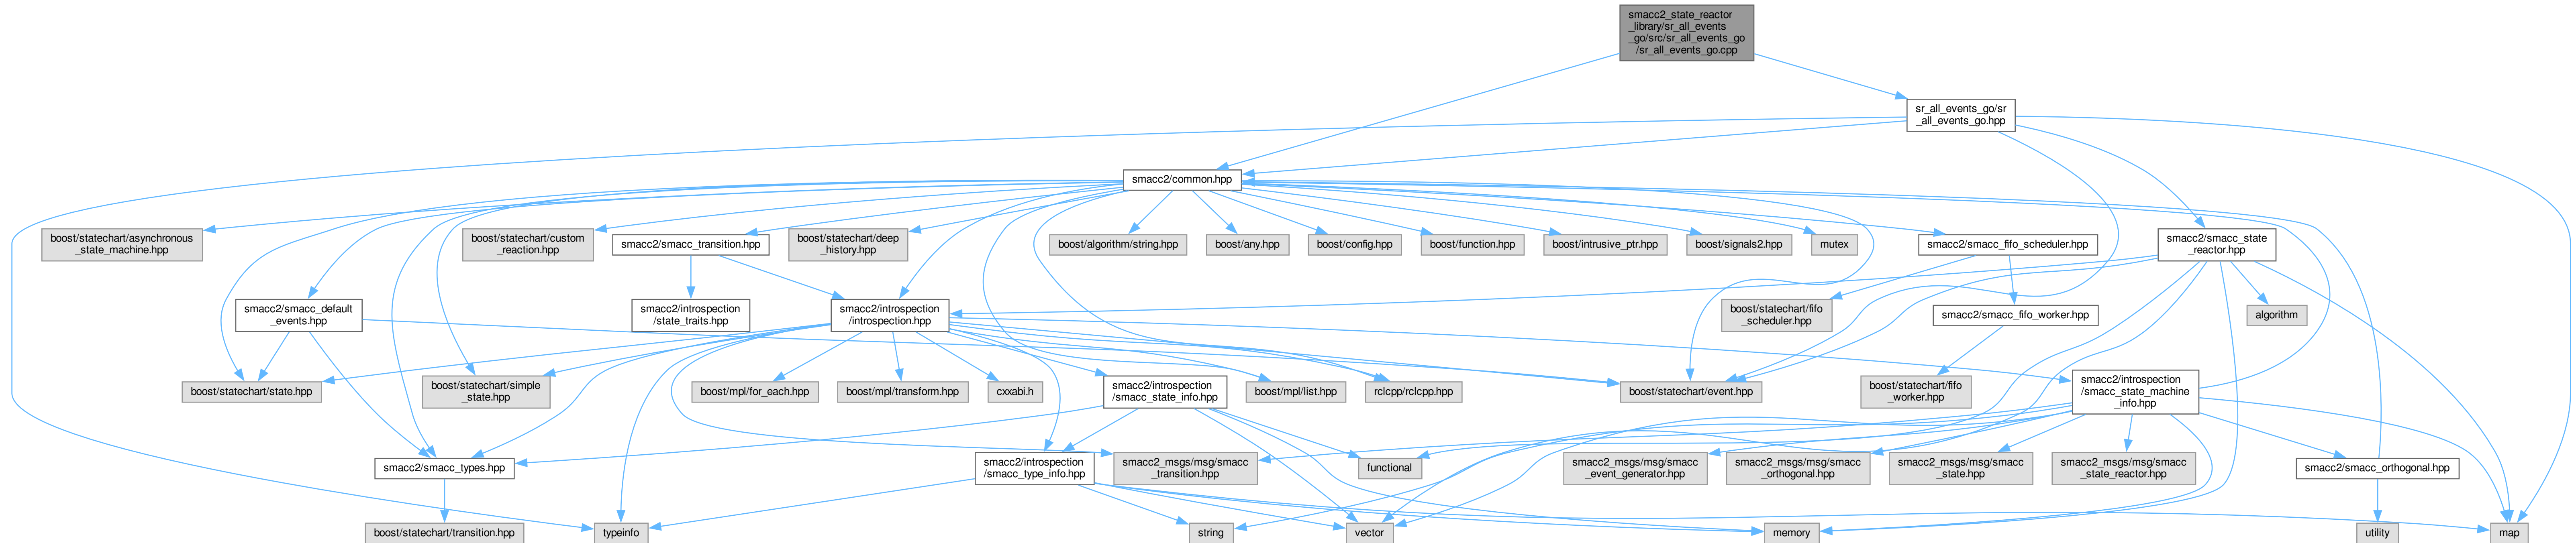 smacc2_state_reactor
_library/sr_all_events
_go/src/sr_all_events_go
/sr_all_events_go.cpp
sr_all_events_go/sr
_all_events_go.hpp
smacc2/common.hpp
boost/statechart/asynchronous
_state_machine.hpp
boost/statechart/custom
_reaction.hpp
smacc2/smacc_transition.hpp
boost/statechart/deep
_history.hpp
boost/algorithm/string.hpp
boost/any.hpp
boost/config.hpp
boost/function.hpp
boost/intrusive_ptr.hpp
boost/signals2.hpp
mutex
smacc2/smacc_fifo_scheduler.hpp
smacc2/smacc_state
_reactor.hpp
smacc2/smacc_default
_events.hpp
smacc2/introspection
/state_traits.hpp
smacc2/introspection
/introspection.hpp
boost/statechart/fifo
_scheduler.hpp
smacc2/smacc_fifo_worker.hpp
algorithm
boost/statechart/state.hpp
boost/statechart/simple
_state.hpp
boost/mpl/for_each.hpp
boost/mpl/transform.hpp
cxxabi.h
smacc2/introspection
/smacc_state_info.hpp
boost/mpl/list.hpp
rclcpp/rclcpp.hpp
boost/statechart/event.hpp
boost/statechart/fifo
_worker.hpp
smacc2/introspection
/smacc_state_machine
_info.hpp
smacc2/smacc_types.hpp
smacc2/introspection
/smacc_type_info.hpp
smacc2_msgs/msg/smacc
_transition.hpp
functional
smacc2_msgs/msg/smacc
_event_generator.hpp
smacc2_msgs/msg/smacc
_orthogonal.hpp
smacc2_msgs/msg/smacc
_state.hpp
smacc2_msgs/msg/smacc
_state_reactor.hpp
smacc2/smacc_orthogonal.hpp
boost/statechart/transition.hpp
typeinfo
string
vector
memory
utility
map